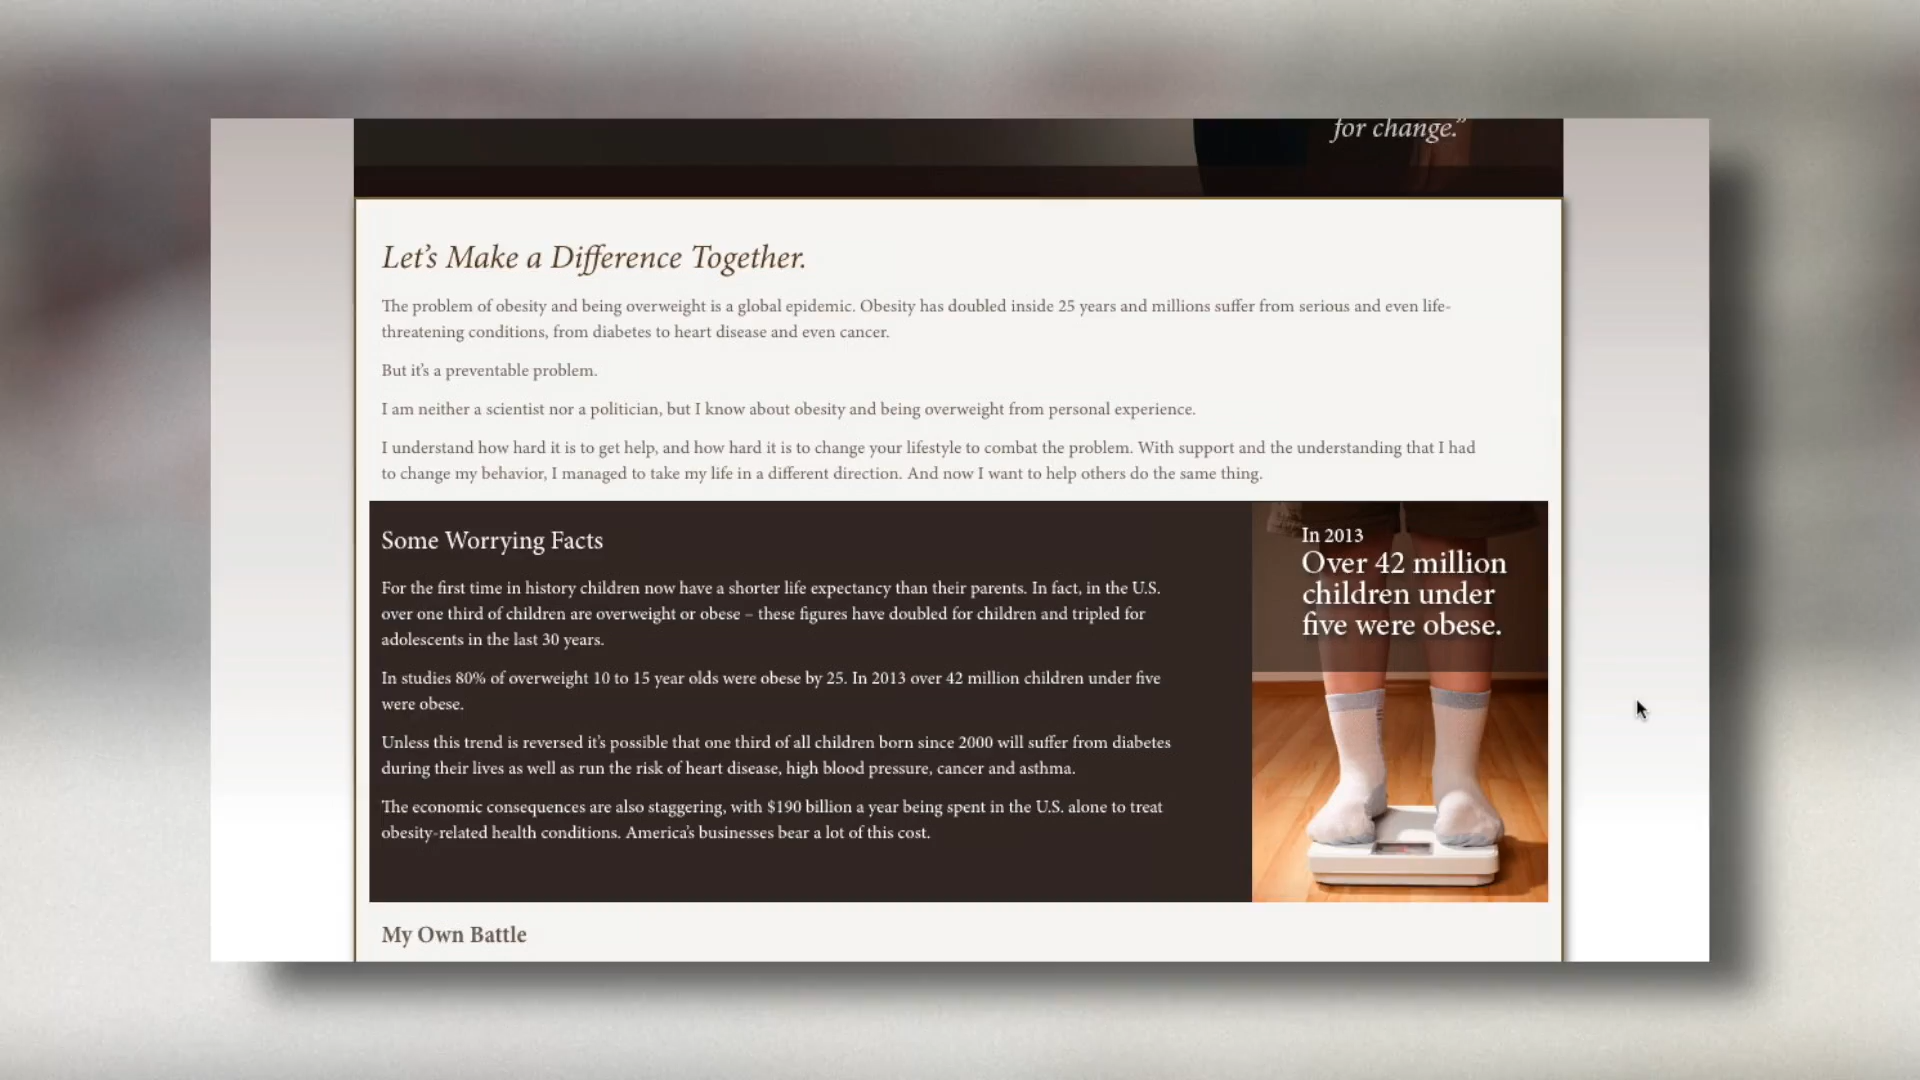 for change.”
Let’s Make a Difference Together.
The problem of obesity and being overweight is a global epidemic. Obesity has doubled inside 25 years and millions suffer from serious and even life-
threatening conditions, from diabetes to heart disease and even cancer.
But it’s a preventable problem.
I am neither a scientist nor a politician, but I know about obesity and being overweight from personal experience.
I understand how hard it is to get help, and how hard it is to change your lifestyle to combat the problem. With support and the understanding that I had
to change my behavior, I managed to take my life in a different direction. And now I want to help others do the same thing.
Some Worrying Facts
For the first time in history children now have a shorter life expectancy than their parents. In fact, in the U.S.
over one third of children are overweight or obese – these figures have doubled for children and tripled for
adolescents in the last 30 years.
In studies 80% of overweight 10 to 15 year olds were obese by 25. In 2013 over 42 million children under five
were obese.
Unless this trend is reversed it’s possible that one third of all children born since 2000 will suffer from diabetes
during their lives as well as run the risk of heart disease, high blood pressure, cancer and asthma.
The economic consequences are also staggering, with $190 billion a year being spent in the U.S. alone to treat
obesity-related health conditions. America’s businesses bear a lot of this cost.
In 2013
Over 42 million
children under
five were obese.
My Own Battle